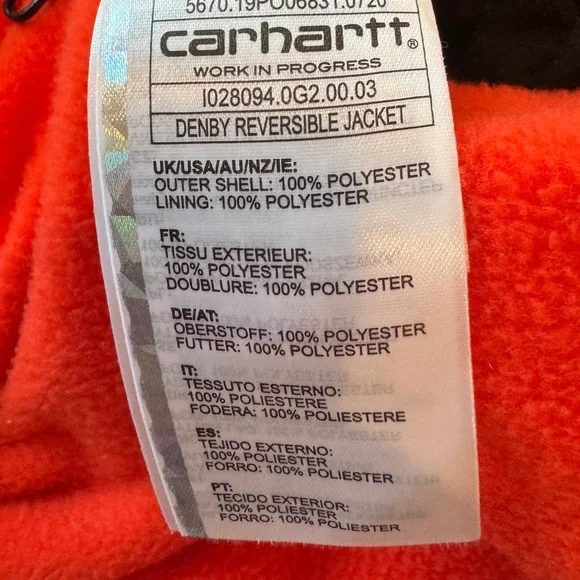 5670.19PO06831.0720
carhartt®
WORK IN PROGRESS
I028094.0G2.00.03
DENBY REVERSIBLE JACKET
UK/USA/AU/NZ/IE:
OUTER SHELL: 100% POLYESTER
LINING: 100% POLYESTER
FR:
TISSU EXTERIEUR:
100% POLYESTER
DOUBLURE: 100% POLYESTER
DE/AT:
OBERSTOFF: 100% POLYESTER
FUTTER: 100% POLYESTER
IT:
TESSUTO ESTERNO:
100% POLIESTERE
FODERA: 100% POLIESTERE
ES:
TEJIDO EXTERNO:
100% POLIESTER
FORRO: 100% POLIESTER
PT:
TECIDO EXTERIOR:
100% POLIESTER
FORRO: 100% POLIESTER